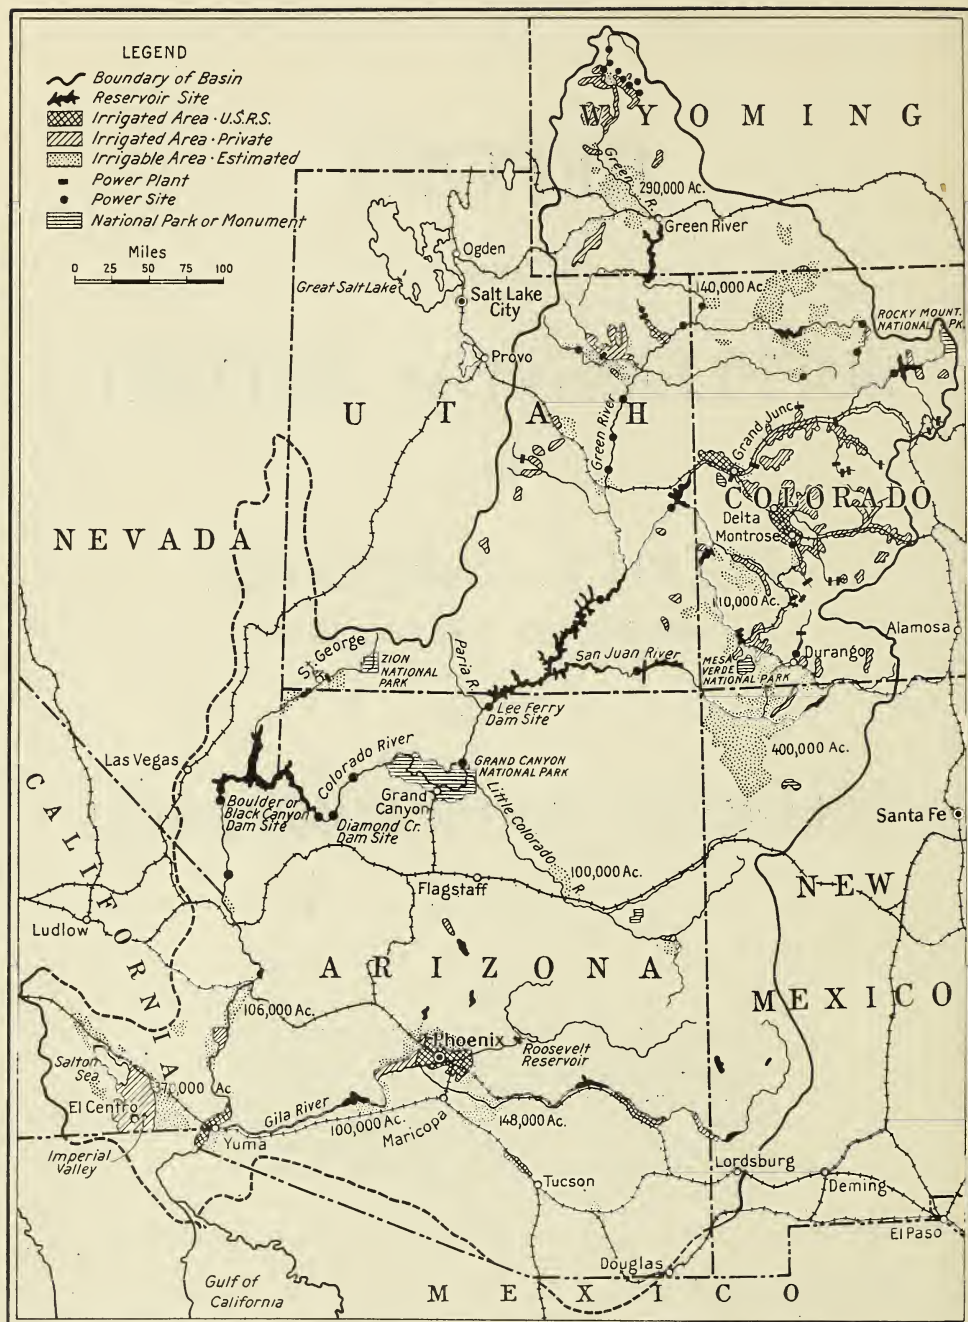 LEGEND
Boundary of Basin
Reservoir Site
Irrigated Area · U.S.R.S.
Irrigated Area · Private
Irrigable Area · Estimated
Power Plant
Power Site
National Park or Monument
Miles
0 25 50 75 100
WYOMING
Green R.
290,000 Ac.
Green River
Ogden
Great Salt Lake
Salt Lake
City
40,000 Ac.
ROCKY MOUNT.
NATIONAL PK.
Provo
UTAH
Green River
Grand Junc.
COLORADO
Delta
Montrose
NEVADA
110,000 Ac.
Alamosa
St. George
ZION
NATIONAL
PARK
Paria R.
San Juan River
MESA
VERDE
NATIONAL PARK
Durango
Lee Ferry
Dam Site
400,000 Ac.
Las Vegas
Colorado River
GRAND CANYON
NATIONAL PARK
CALIFORNIA
Boulder or
Black Canyon
Dam Site
Diamond Cr.
Dam Site
Grand
Canyon
Little Colorado R.
Santa Fe
100,000 Ac.
Flagstaff
NEW
Ludlow
ARIZONA
MEXICO
106,000 Ac.
Phoenix
Roosevelt
Reservoir
Salton
Sea
El Centro
Gila River
100,000 Ac.
Maricopa
148,000 Ac.
Yuma
Imperial
Valley
Lordsburg
Deming
Tucson
El Paso
Douglas
Gulf of
California
MEXICO